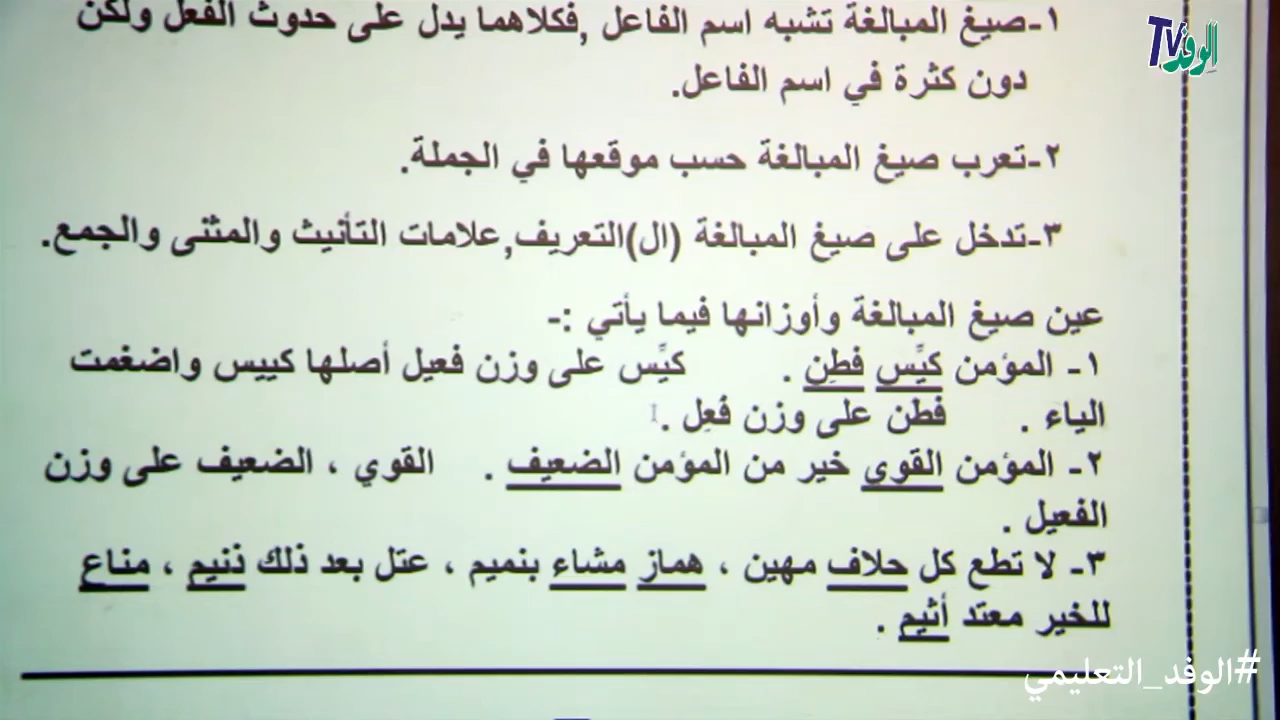 ١-صيغ المبالغة تشبه اسم الفاعل ,فكلاهما يدل على حدوث الفعل ولكن
دون كثرة في اسم الفاعل.
٢-تعرب صيغ المبالغة حسب موقعها في الجملة.
٣-تدخل على صيغ المبالغة (ال)التعريف,علامات التأنيث والمثنى والجمع.
عين صيغ المبالغة وأوزانها فيما يأتي :-
١- المؤمن كيِّس فطِن . كيِّس على وزن فعيل أصلها كييس واضغمت
الياء . فطن على وزن فَعِل .
٢- المؤمن القوي خير من المؤمن الضعيف . القوي ، الضعيف على وزن
الفعيل .
٣- لا تطع كل حلاف مهين ، هماز مشاء بنميم ، عتل بعد ذلك ذنيم ، مناع
للخير معتد أثيم .
الوفد TV
#الوفد_التعليمي